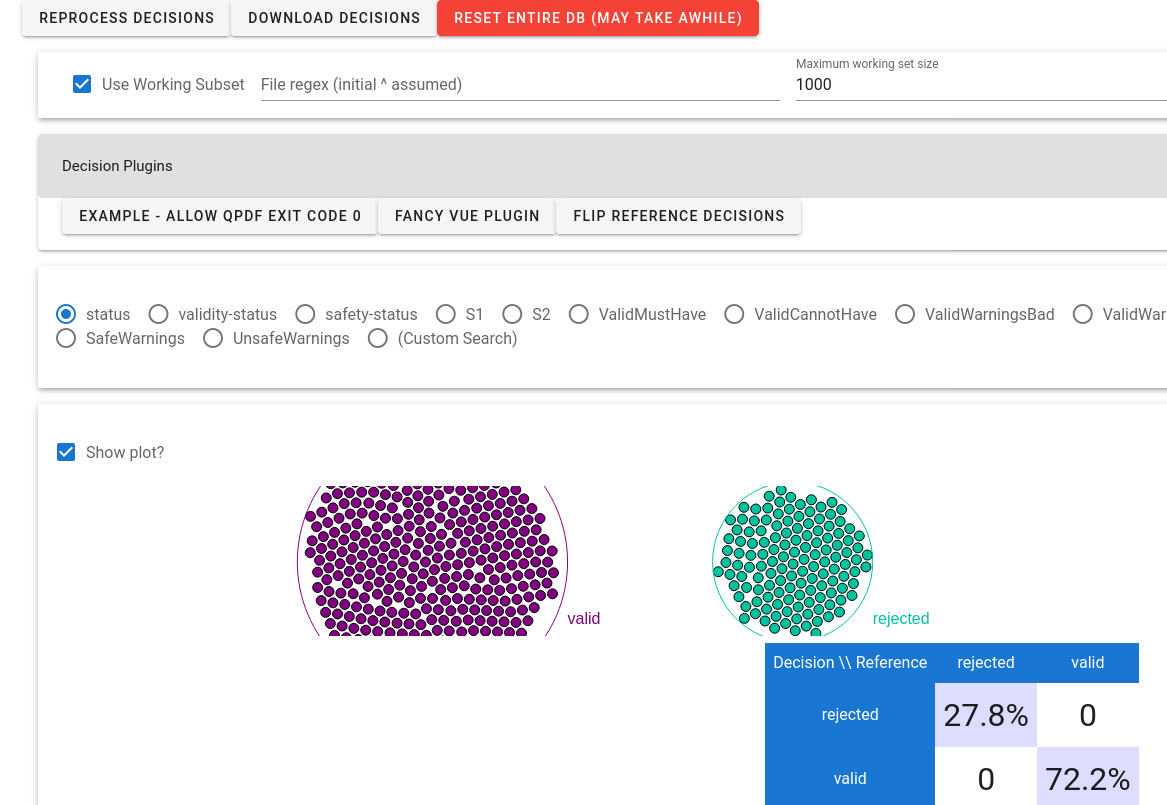 REPROCESS DECISIONS DOWNLOAD DECISIONS RESET ENTIRE DB (MAY TAKE AWHILE)
Maximum working set size
Use Working Subset File regex (initial ^ assumed) 1000
Decision Plugins
EXAMPLE - ALLOW QPDF EXIT CODE 0 FANCY VUE PLUGIN FLIP REFERENCE DECISIONS
status validity-status safety-status S1 S2 ValidMustHave ValidCannotHave ValidWarningsBad ValidWar
SafeWarnings UnsafeWarnings (Custom Search)
Show plot?
valid rejected
Decision \\ Reference rejected valid
rejected 27.8% 0
valid 0 72.2%